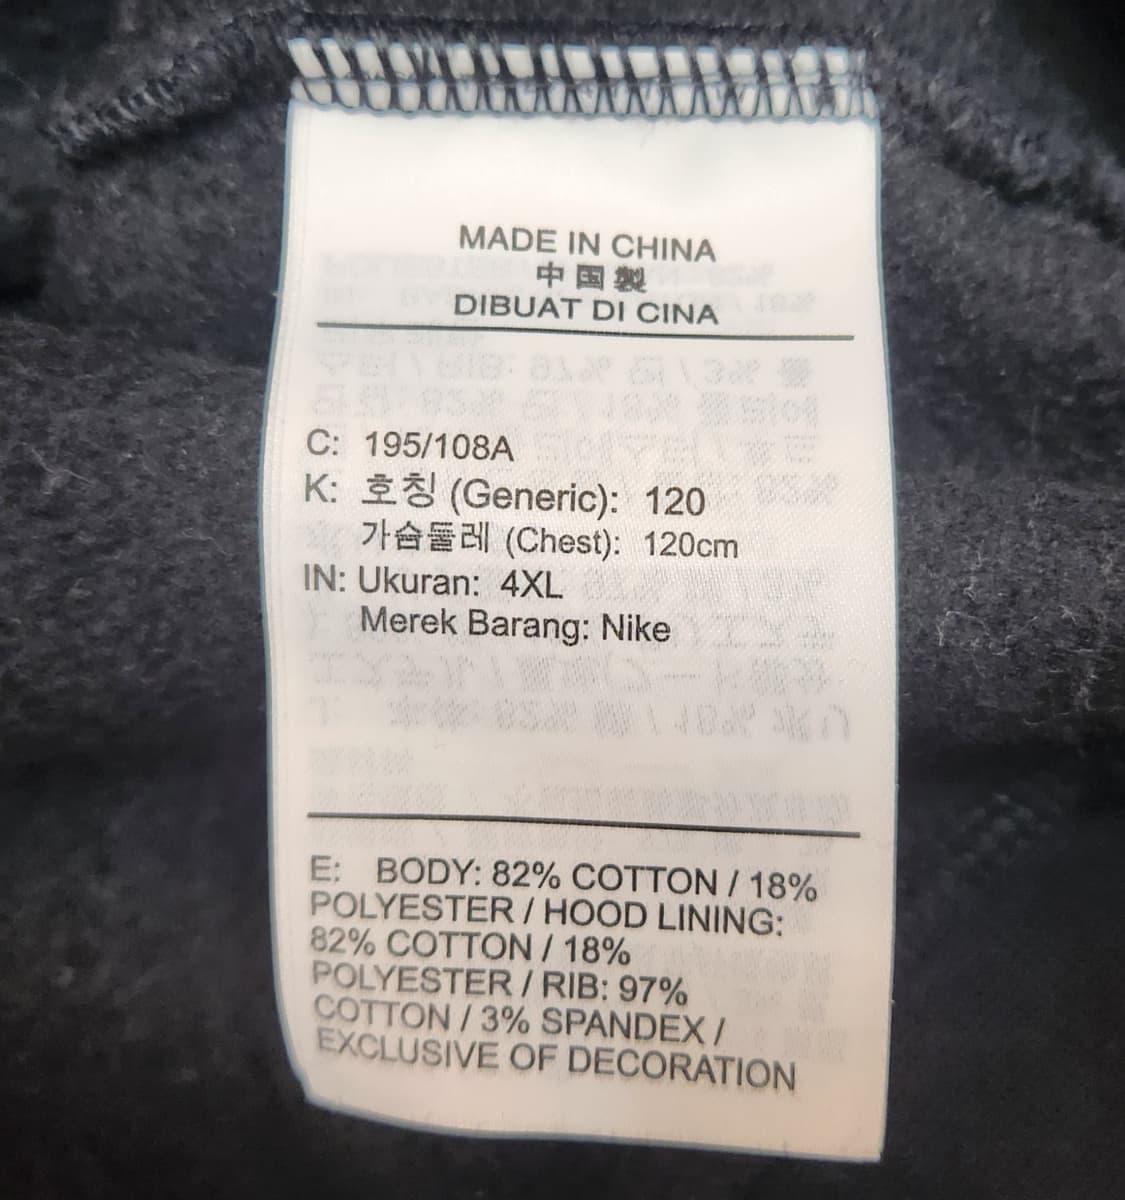 MADE IN CHINA
中国製
DIBUAT DI CINA
C: 195/108A
K: 호칭 (Generic): 120
가슴둘레 (Chest): 120cm
IN: Ukuran: 4XL
Merek Barang: Nike
E: BODY: 82% COTTON / 18%
POLYESTER / HOOD LINING:
82% COTTON / 18%
POLYESTER / RIB: 97%
COTTON / 3% SPANDEX /
EXCLUSIVE OF DECORATION